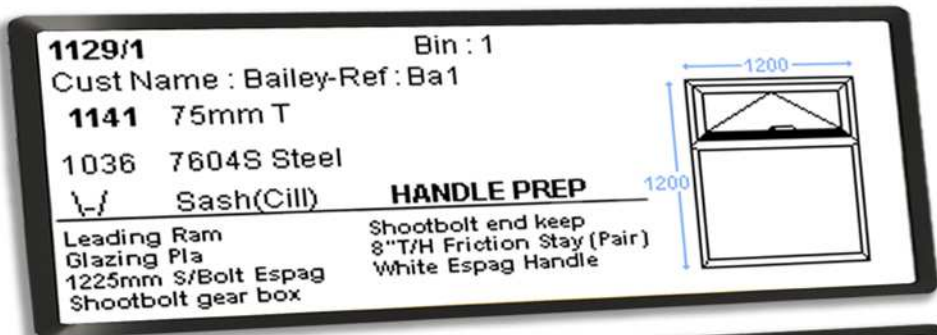 1129/1 Bin : 1
Cust Name : Bailey-Ref : Ba1
1141 75mm T
1036 7604S Steel
\-/ Sash(Cill) HANDLE PREP
Leading Ram
Glazing Pla
1225mm S/Bolt Espag
Shootbolt gear box
Shootbolt end keep
8"T/H Friction Stay (Pair)
White Espag Handle
1200
1200